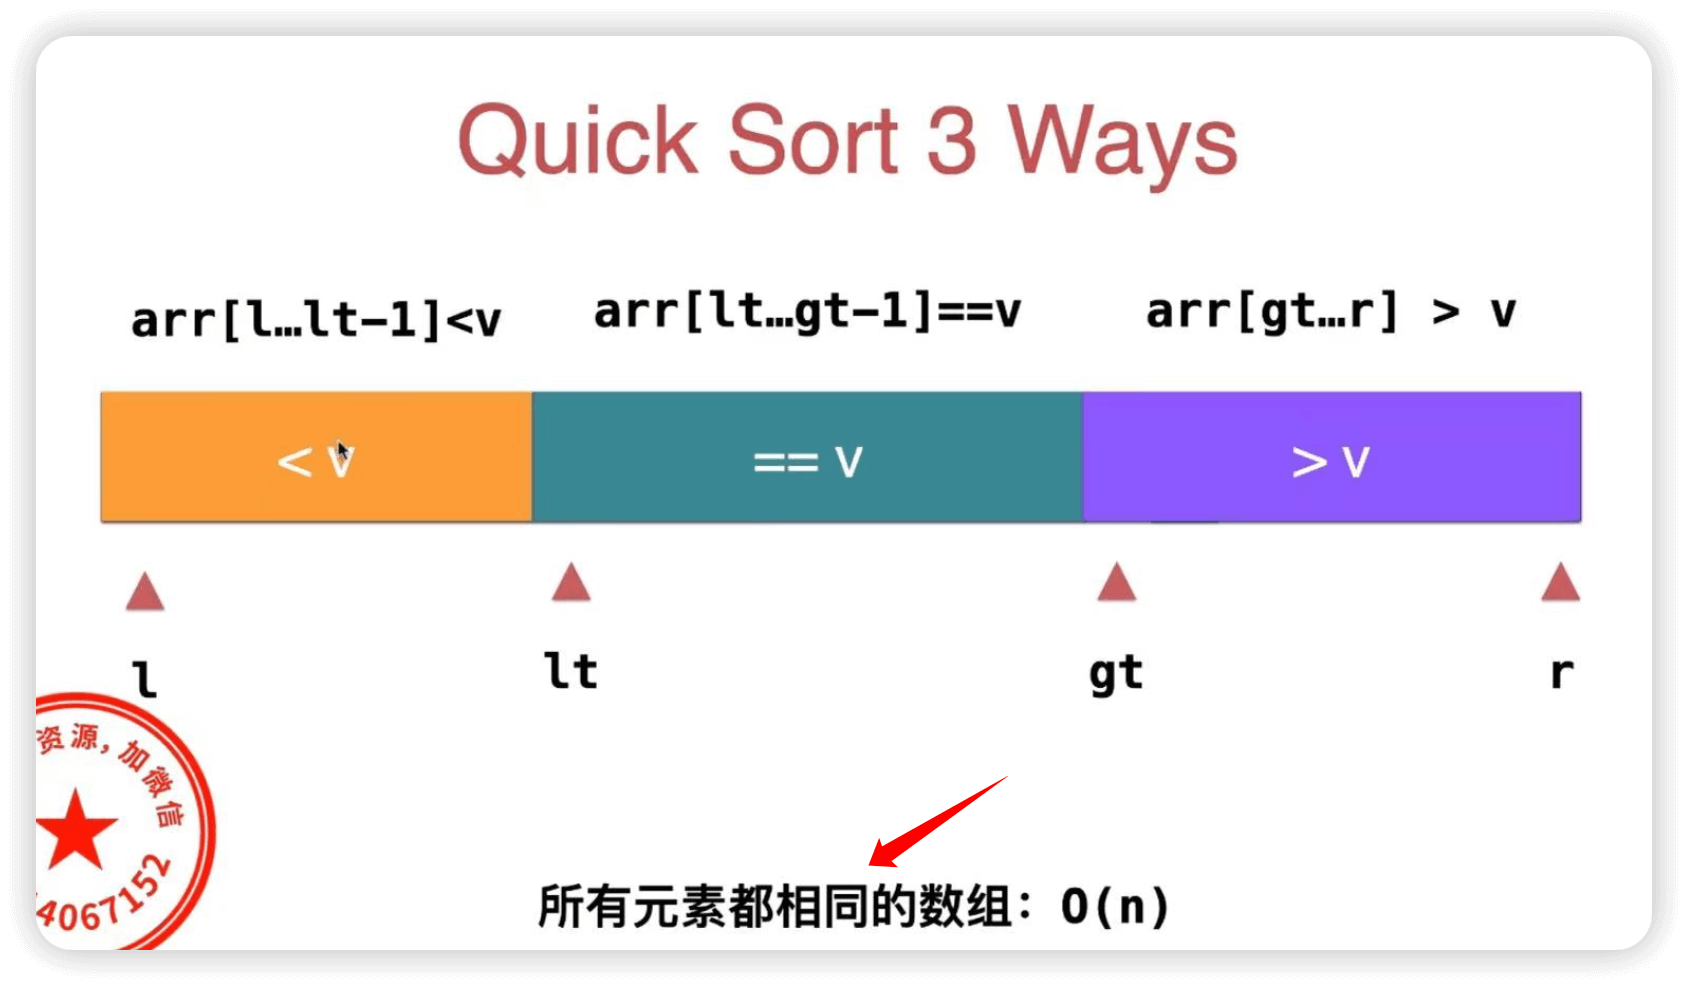 Quick Sort 3 Ways
arr[l…lt-1]<v
arr[lt…gt-1]==v
arr[gt…r] > v
< v
== v
> v
l
lt
gt
r
资源,加微信
4067152
所有元素都相同的数组：O(n)